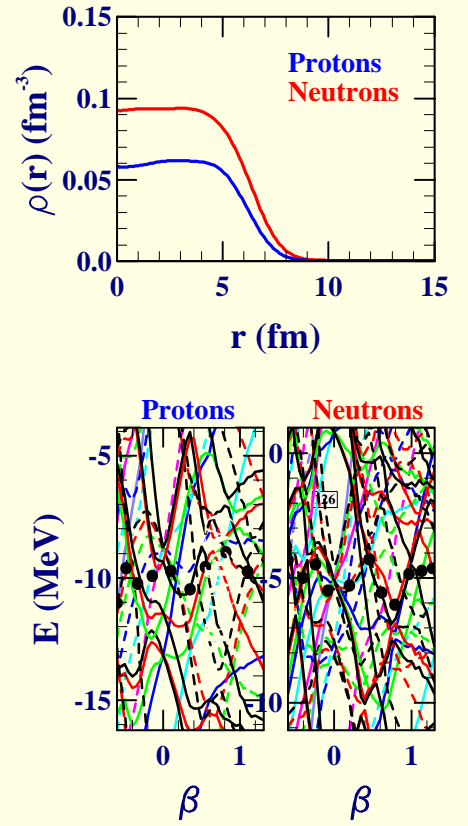 0.15
Protons
Neutrons
0.1
ρ(r) (fm-3)
0.05
0.0
0 5 10 15
r (fm)
Protons Neutrons
-5 0
126
E (MeV)
-10 -5
-15 -10
0 1 0 1
β β